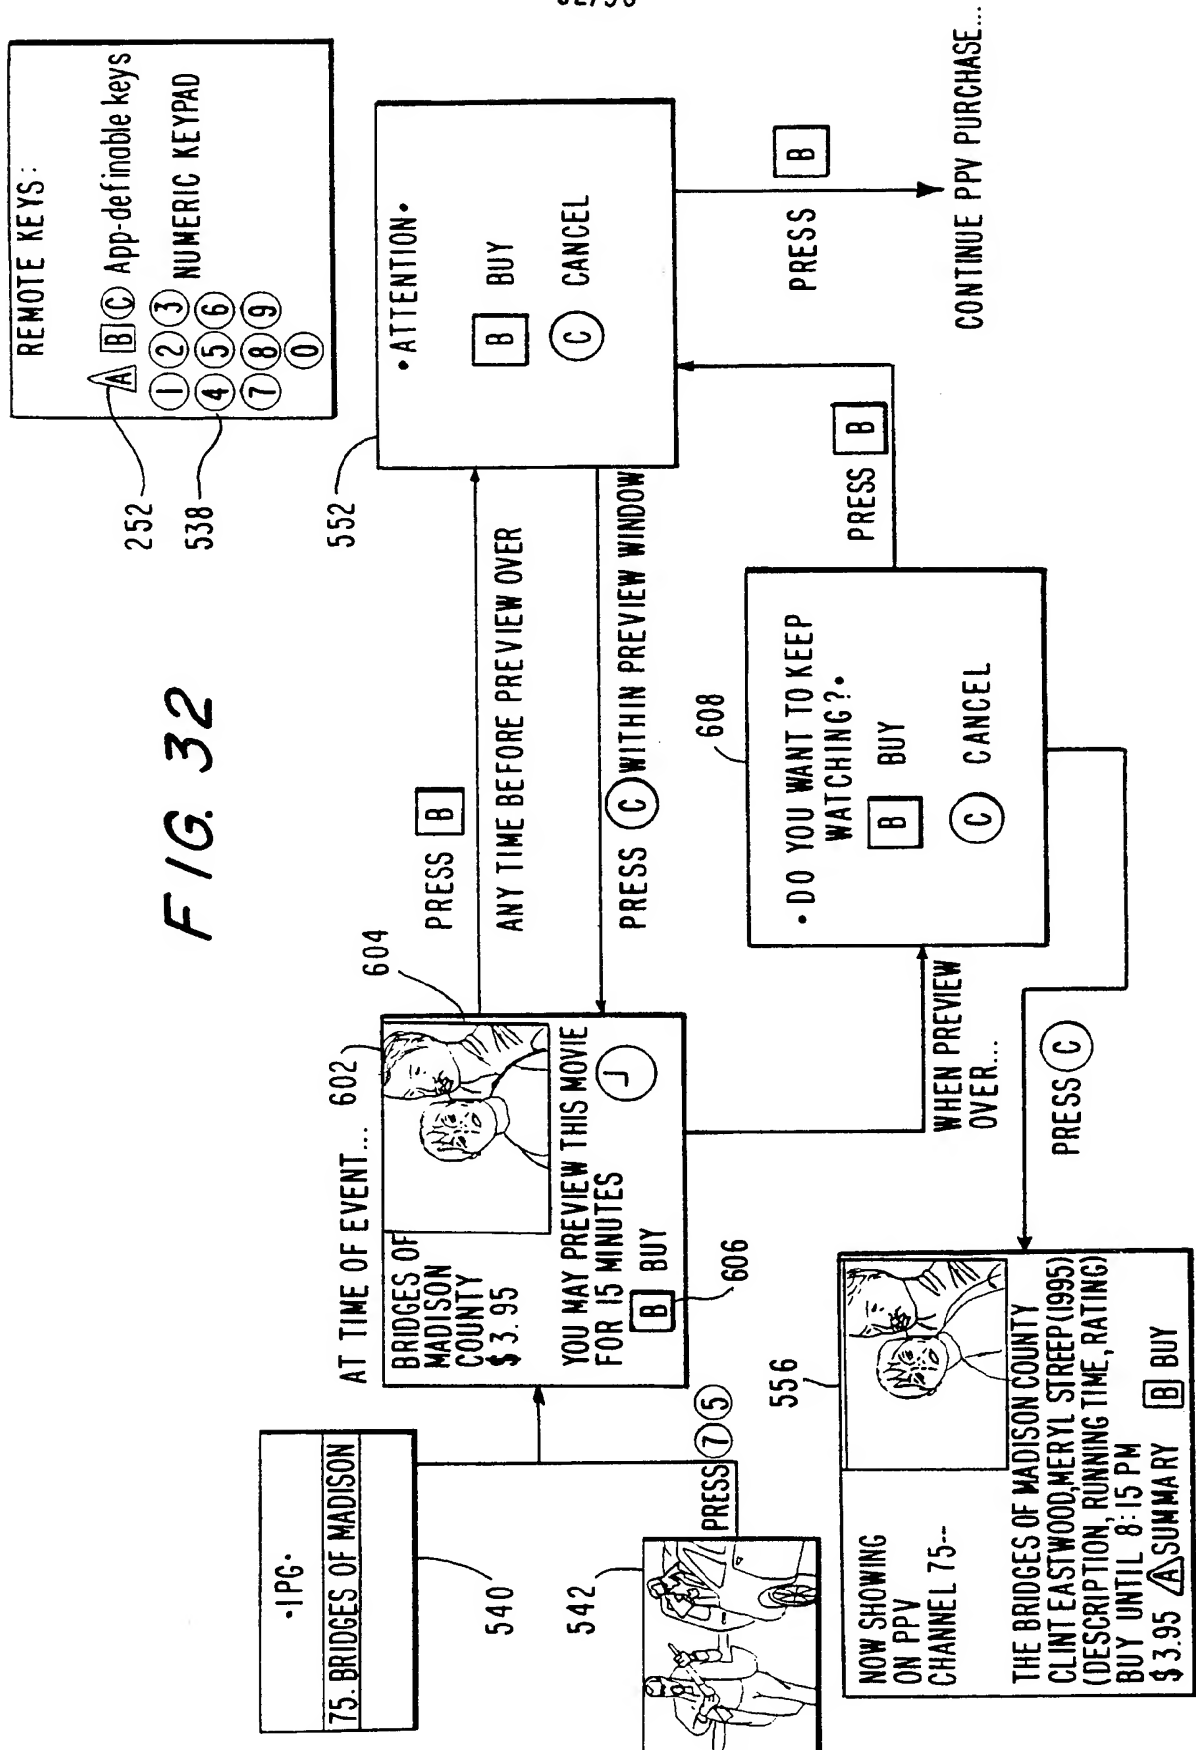 FIG. 32
REMOTE KEYS:
A B C App-definable keys
1 2 3 NUMERIC KEYPAD
4 5 6
7 8 9
0
252
538
•IPG•
75. BRIDGES OF MADISON
540
542
PRESS 7 5
AT TIME OF EVENT... 602
604
BRIDGES OF
MADISON
COUNTY
$3.95
YOU MAY PREVIEW THIS MOVIE
FOR 15 MINUTES
B BUY
606
PRESS B
ANY TIME BEFORE PREVIEW OVER
PRESS C WITHIN PREVIEW WINDOW
552
•ATTENTION•
B BUY
C CANCEL
PRESS B
CONTINUE PPV PURCHASE...
WHEN PREVIEW
OVER...
608
•DO YOU WANT TO KEEP
WATCHING?•
B BUY
C CANCEL
PRESS B
PRESS C
556
NOW SHOWING
ON PPV
CHANNEL 75--
THE BRIDGES OF MADISON COUNTY
CLINT EASTWOOD,MERYL STREEP(1995)
(DESCRIPTION, RUNNING TIME, RATING)
BUY UNTIL 8:15 PM
$3.95 A SUMMARY B BUY